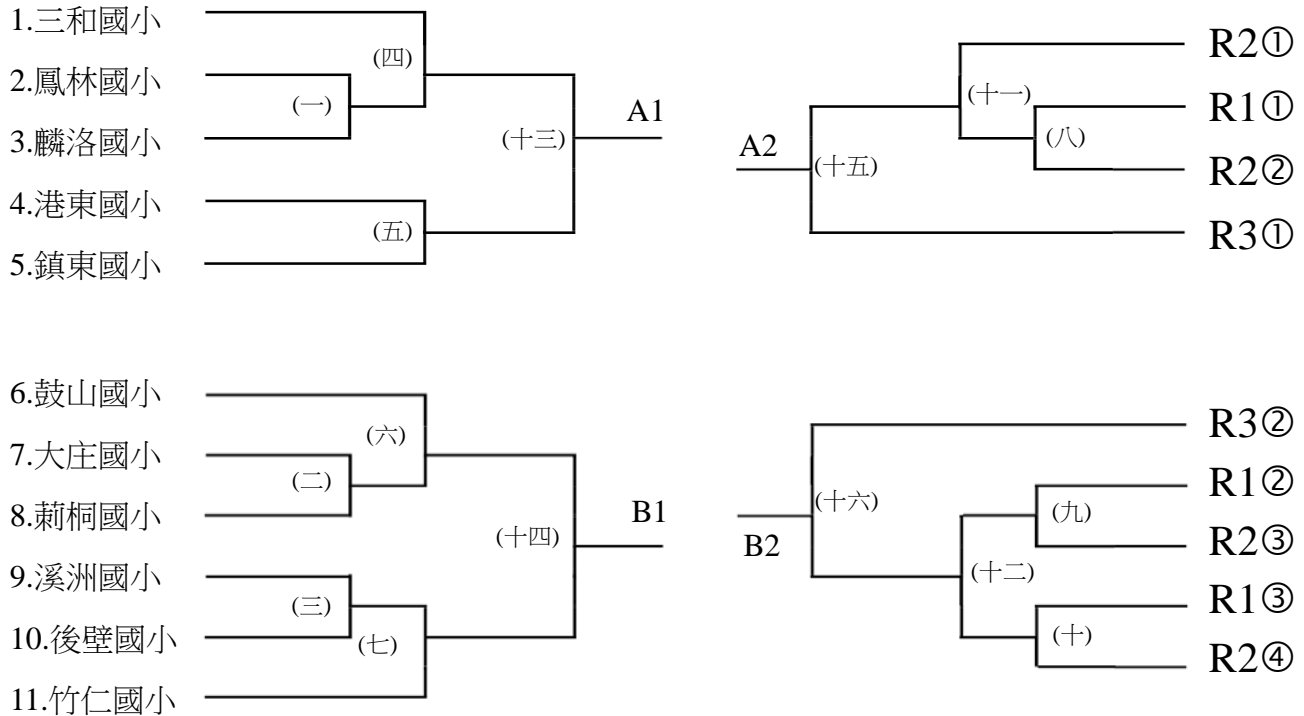 1.三和國小
2.鳳林國小
3.麟洛國小
4.港東國小
5.鎮東國小
(四)
(一)
(五)
(十三)
A1
A2
(十五)
(十一)
(八)
R2①
R1①
R2②
R3①
6.鼓山國小
7.大庄國小
8.莿桐國小
9.溪洲國小
10.後壁國小
11.竹仁國小
(六)
(二)
(三)
(七)
(十四)
B1
B2
(十六)
(九)
(十二)
(十)
R3②
R1②
R2③
R1③
R2④